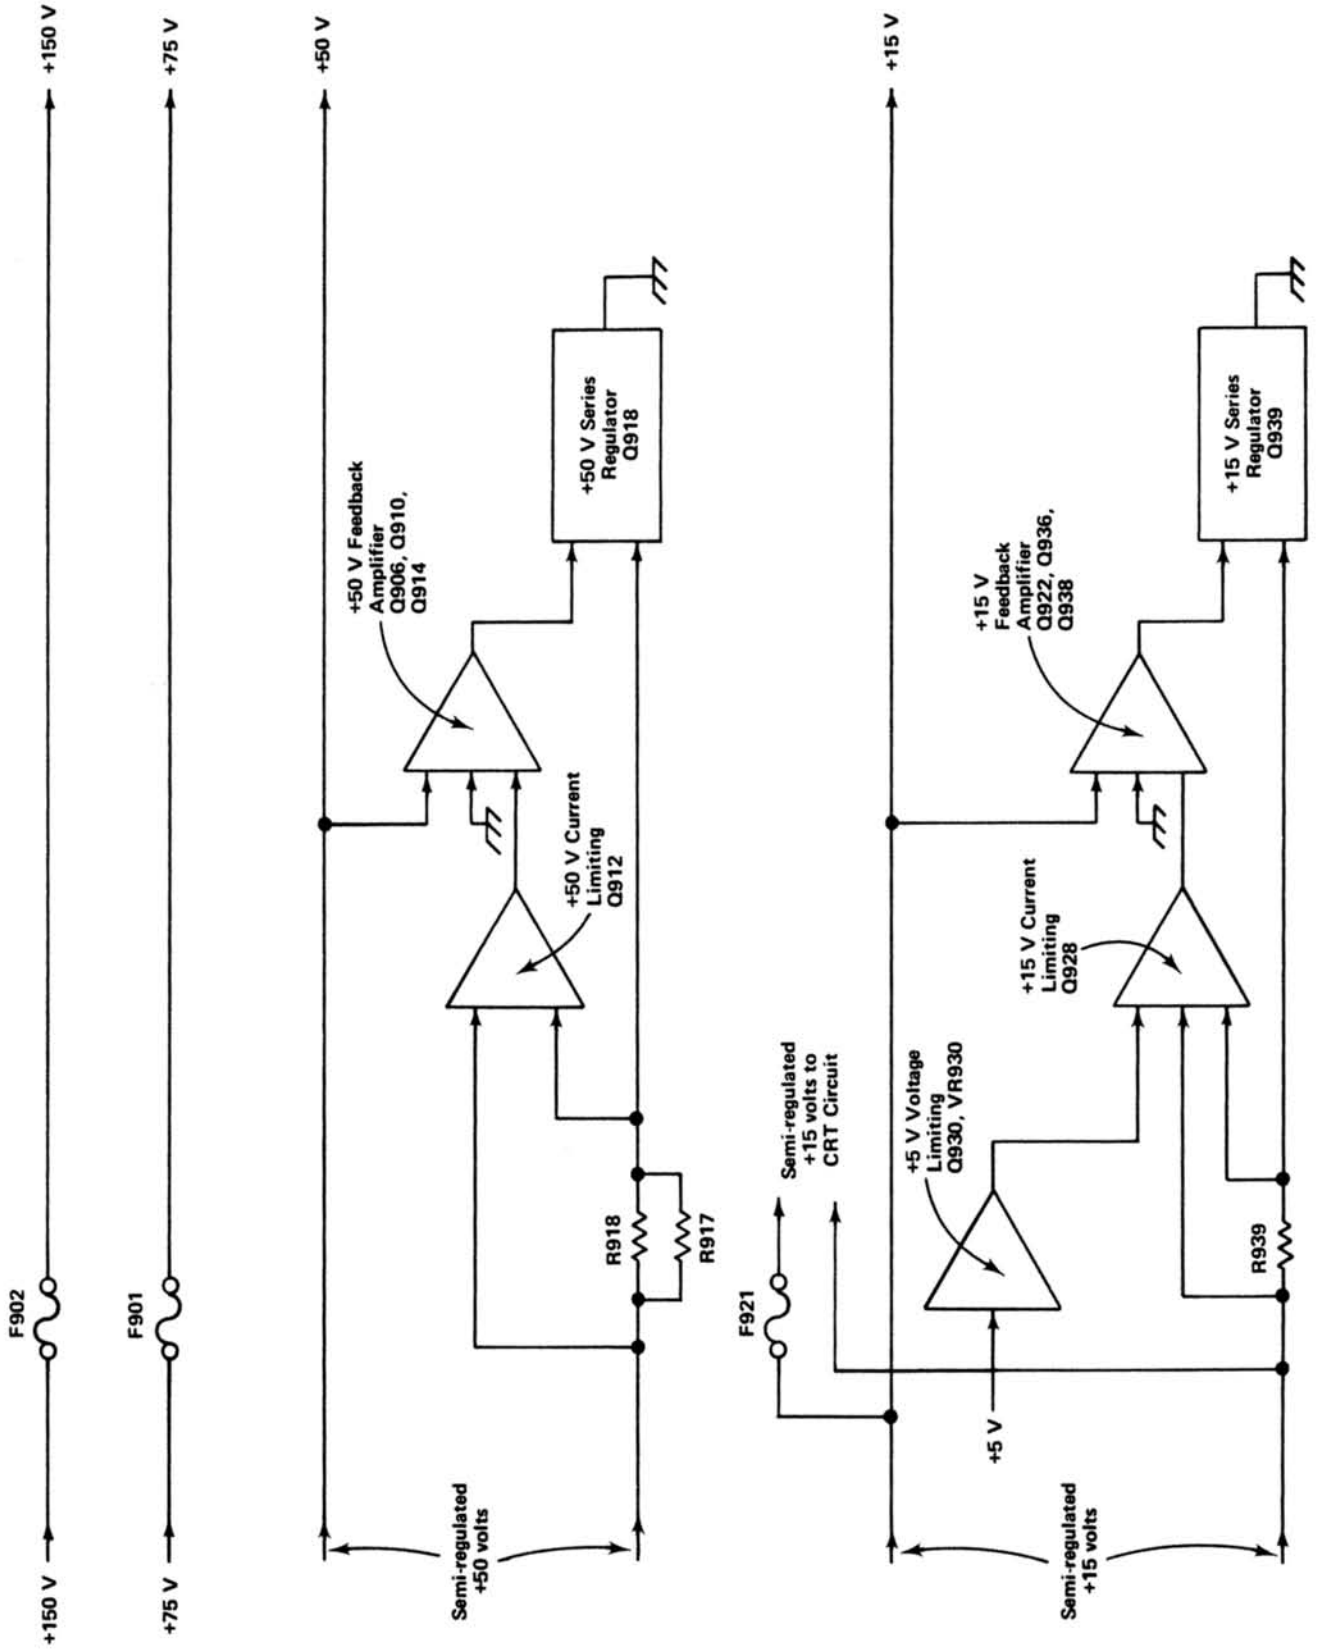 +150 V
F902
+150 V
+75 V
F901
+75 V
+50 V
+50 V Feedback
Amplifier
Q906, Q910,
Q914
+50 V Series
Regulator
Q918
+50 V Current
Limiting
Q912
R918
R917
Semi-regulated
+50 volts
F921
Semi-regulated
+15 volts to
CRT Circuit
+15 V
+5 V
+5 V Voltage
Limiting
Q930, VR930
+15 V Current
Limiting
Q928
+15 V
Feedback
Amplifier
Q922, Q936,
Q938
+15 V Series
Regulator
Q939
R939
Semi-regulated
+15 volts